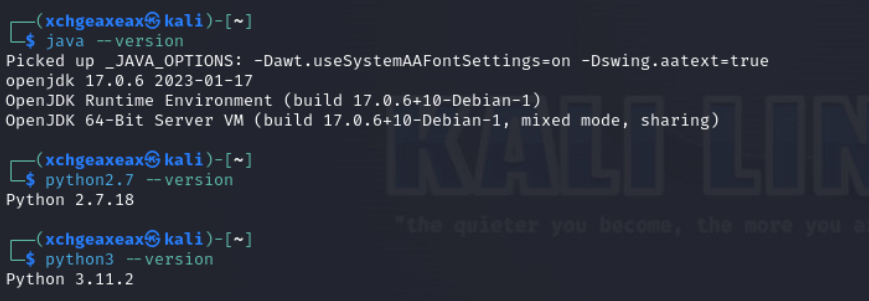 ┌──(xchgeaxeax㉿kali)-[~]
└─$ java --version
Picked up _JAVA_OPTIONS: -Dawt.useSystemAAFontSettings=on -Dswing.aatext=true
openjdk 17.0.6 2023-01-17
OpenJDK Runtime Environment (build 17.0.6+10-Debian-1)
OpenJDK 64-Bit Server VM (build 17.0.6+10-Debian-1, mixed mode, sharing)
┌──(xchgeaxeax㉿kali)-[~]
└─$ python2.7 --version
Python 2.7.18
┌──(xchgeaxeax㉿kali)-[~]
└─$ python3 --version
Python 3.11.2
KALI LIN
"the quieter you become, the more you a